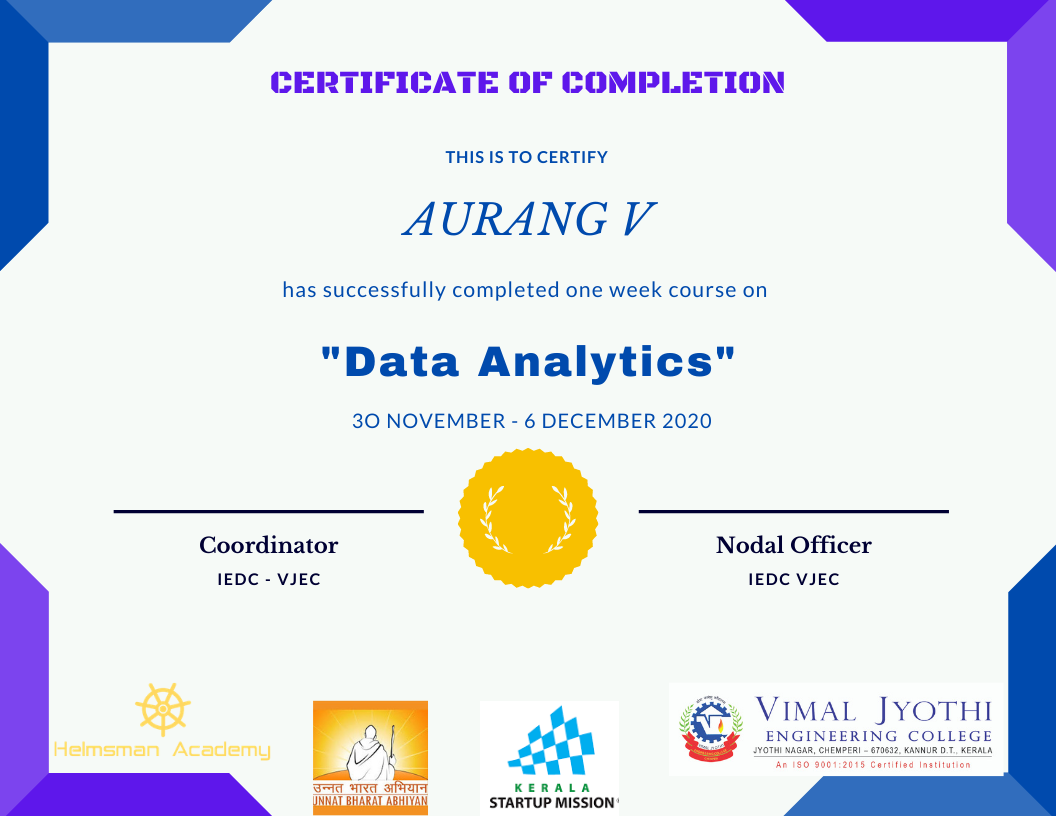 CERTIFICATE OF COMPLETION
THIS IS TO CERTIFY
AURANG V
has successfully completed one week course on
"Data Analytics"
3O NOVEMBER - 6 DECEMBER 2020
Coordinator
IEDC - VJEC
Nodal Officer
IEDC VJEC
Helmsman Academy
उन्नत भारत अभियान
UNNAT BHARAT ABHIYAN
KERALA
STARTUP MISSION
VIMAL JYOTHI
ENGINEERING COLLEGE
JYOTHI NAGAR, CHEMPERI – 670632, KANNUR D.T., KERALA
An ISO 9001:2015 Certified Institution